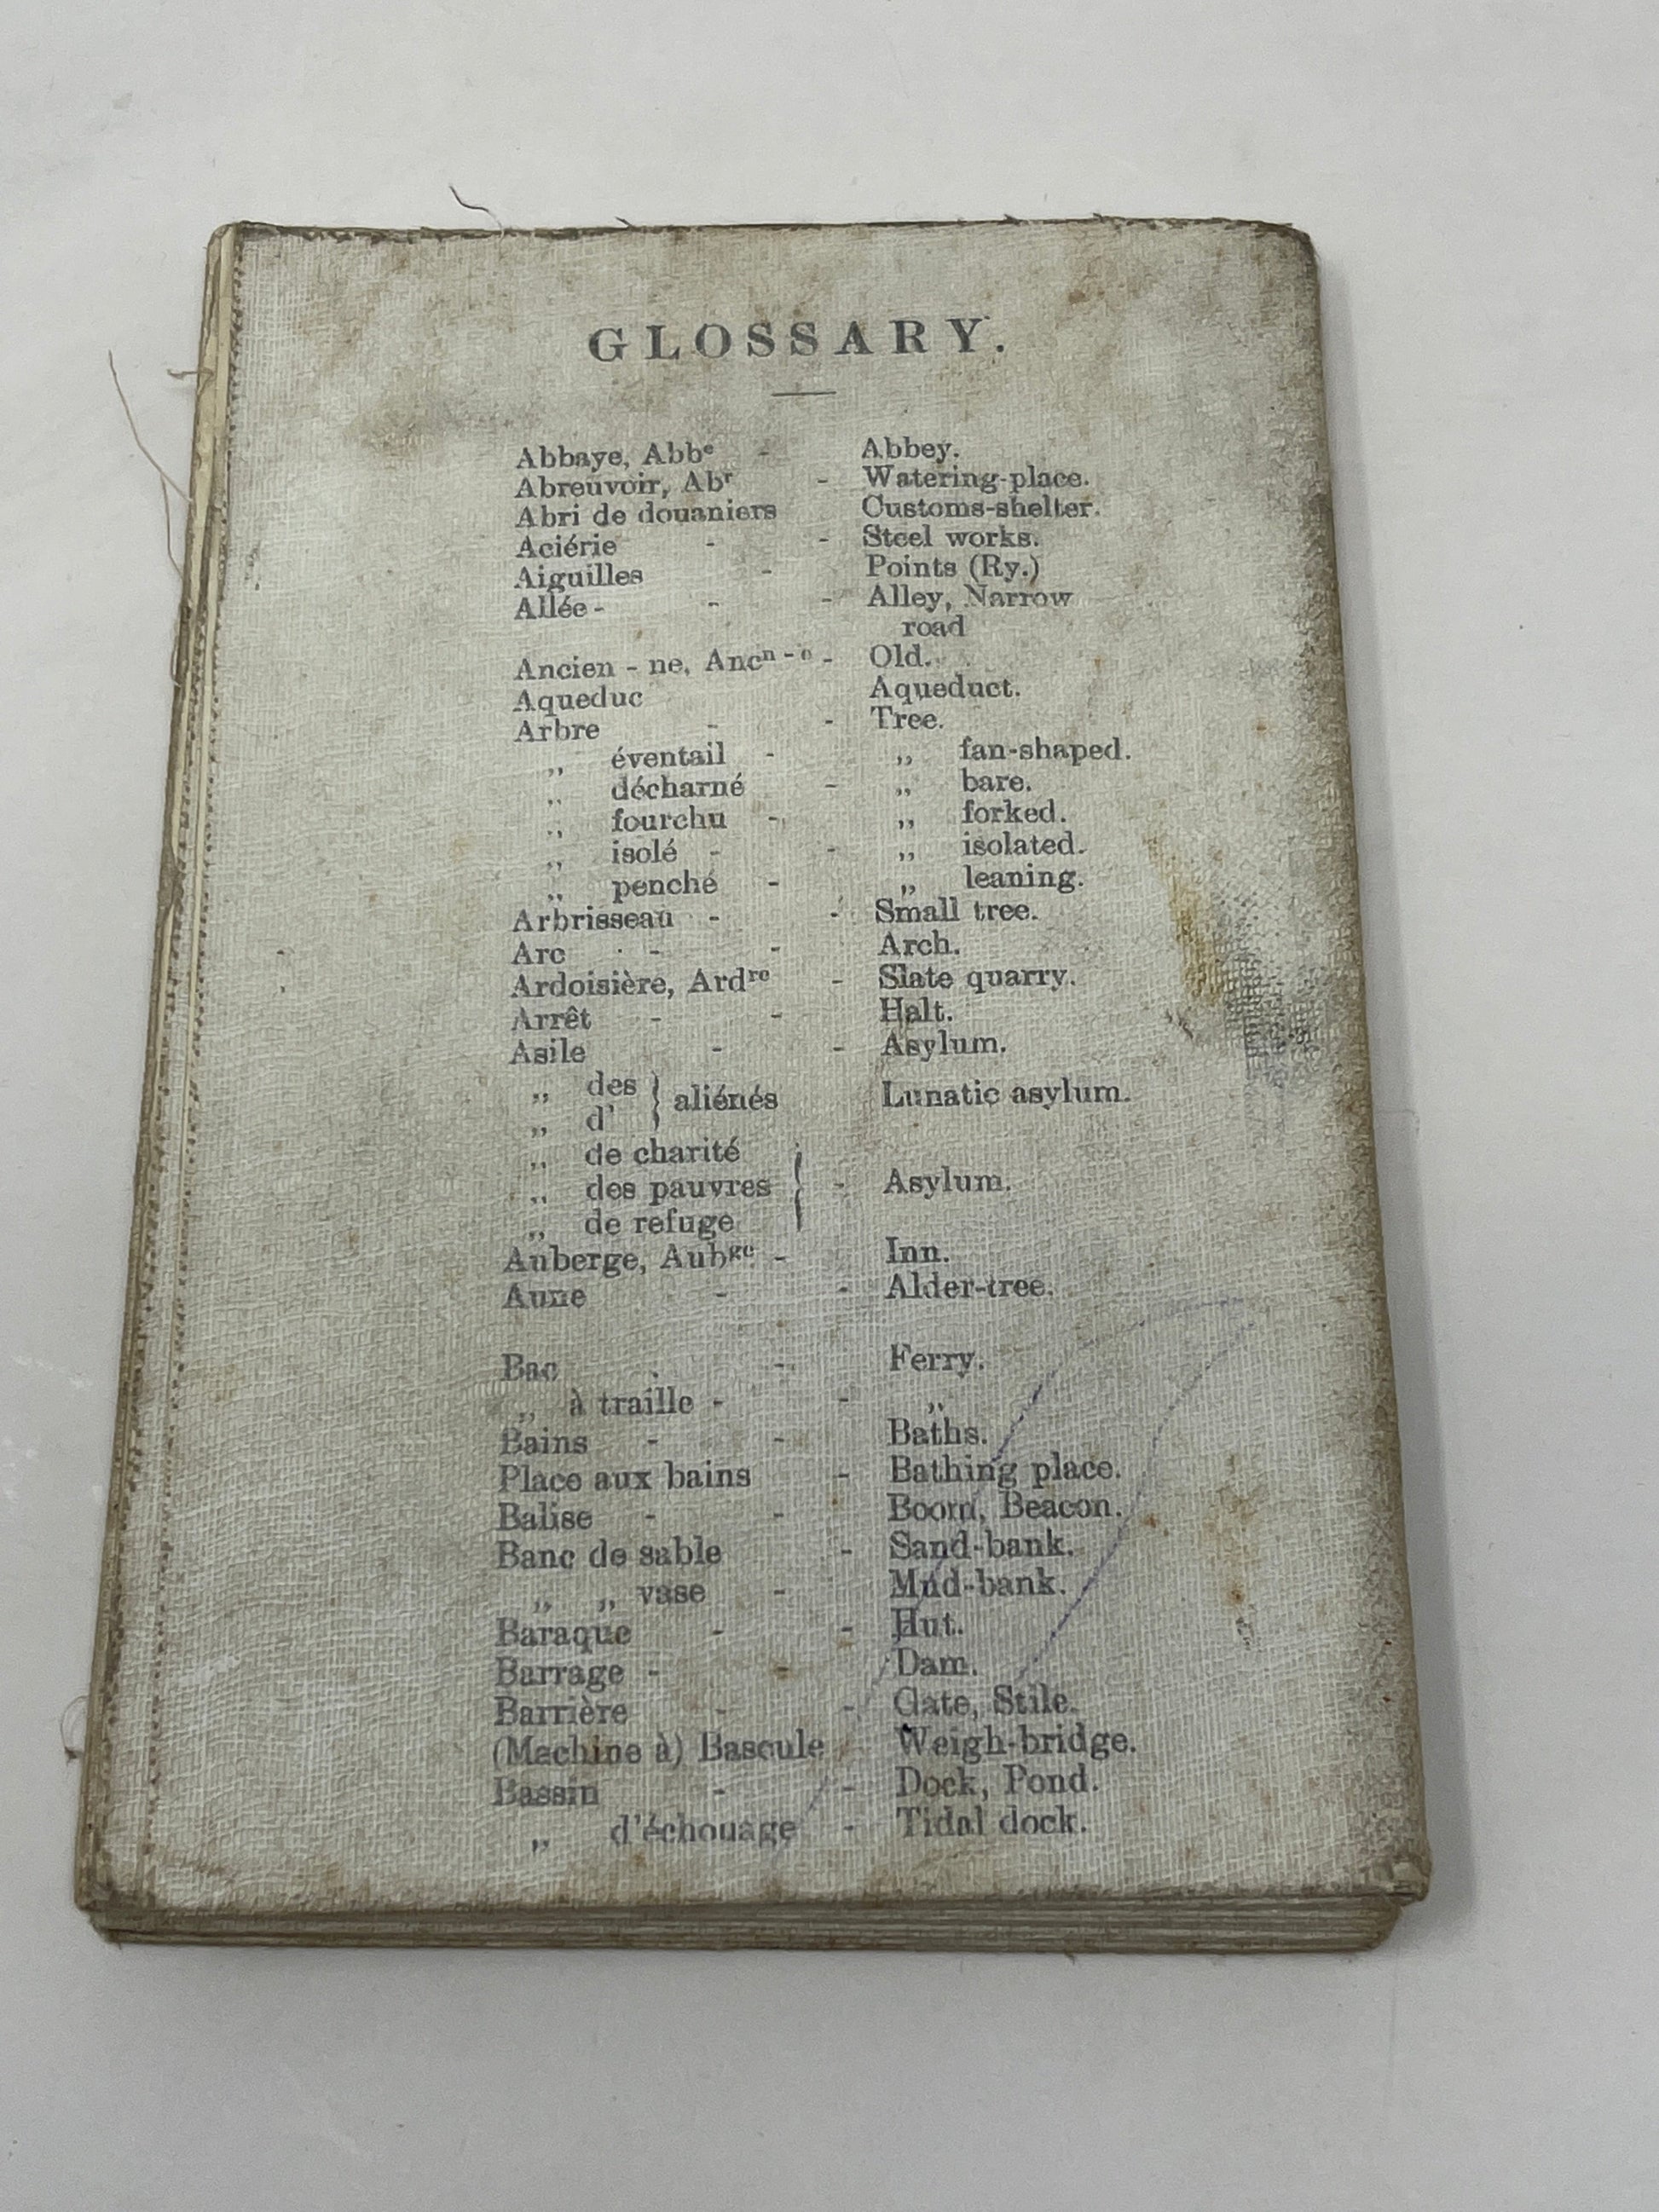 GLOSSARY.
Abbaye, Abbᵉ - Abbey.
Abreuvoir, Abʳ - Watering-place.
Abri de douaniers Customs-shelter.
Aciérie - - Steel works.
Aiguilles - Points (Ry.)
Allée - - - Alley, Narrow
road
Ancien - ne, Ancⁿ - ᵉ - Old.
Aqueduc Aqueduct.
Arbre - - Tree.
„ éventail - „ fan-shaped.
„ décharné - „ bare.
„ fourchu - „ forked.
„ isolé - - „ isolated.
„ penché - „ leaning.
Arbrisseau - - Small tree.
Arc - - Arch.
Ardoisière, Ardʳᵉ - Slate quarry.
Arrêt - - Halt.
Asile - - Asylum.
„ des } aliénés Lunatic asylum.
„ d' }
„ de charité }
„ des pauvres } - Asylum.
„ de refuge }
Auberge, Aubᵍᵉ - Inn.
Aune - - Alder-tree.
Bac - - Ferry.
„ à traille - - „
Bains - - Baths.
Place aux bains - Bathing place.
Balise - - Boom, Beacon.
Banc de sable - Sand-bank.
„ „ vase - Mud-bank.
Baraque - - Hut.
Barrage - - Dam.
Barrière - - Gate, Stile.
(Machine à) Bascule - Weigh-bridge.
Bassin - - Dock, Pond.
„ d'échouage - Tidal dock.